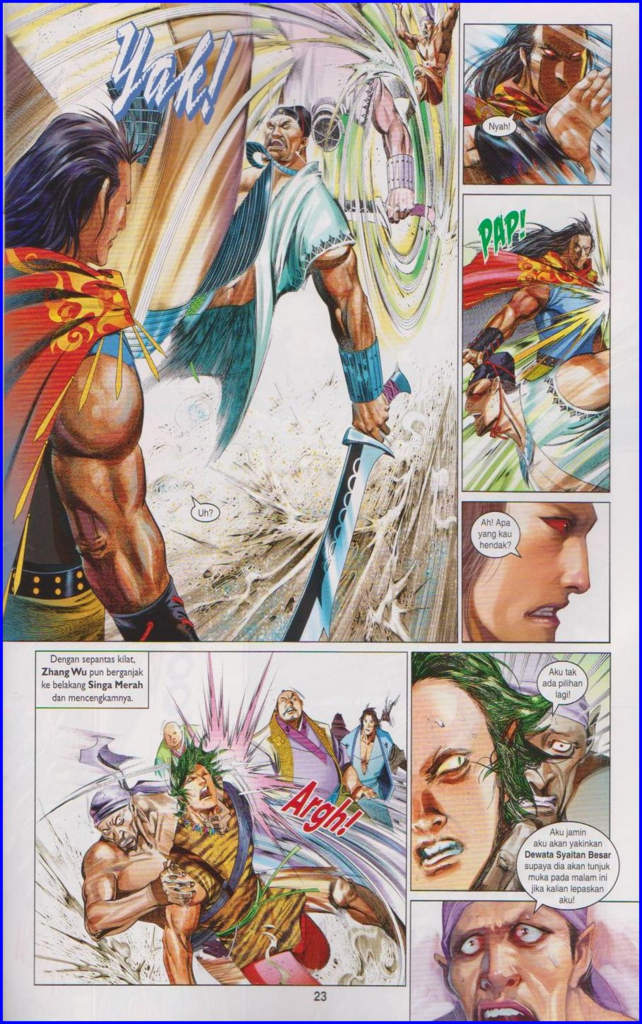 Yak!
Uh?
Nyah!
PAP!
Ah! Apa
yang kau
hendak?
Dengan sepantas kilat,
Zhang Wu pun berganjak
ke belakang Singa Merah
dan mencengkamnya.
Argh!
Aku tak
ada pilihan
lagi!
Aku jamin
aku akan yakinkan
Dewata Syaitan Besar
supaya dia akan tunjuk
muka pada malam ini
jika kalian lepaskan
aku!
23